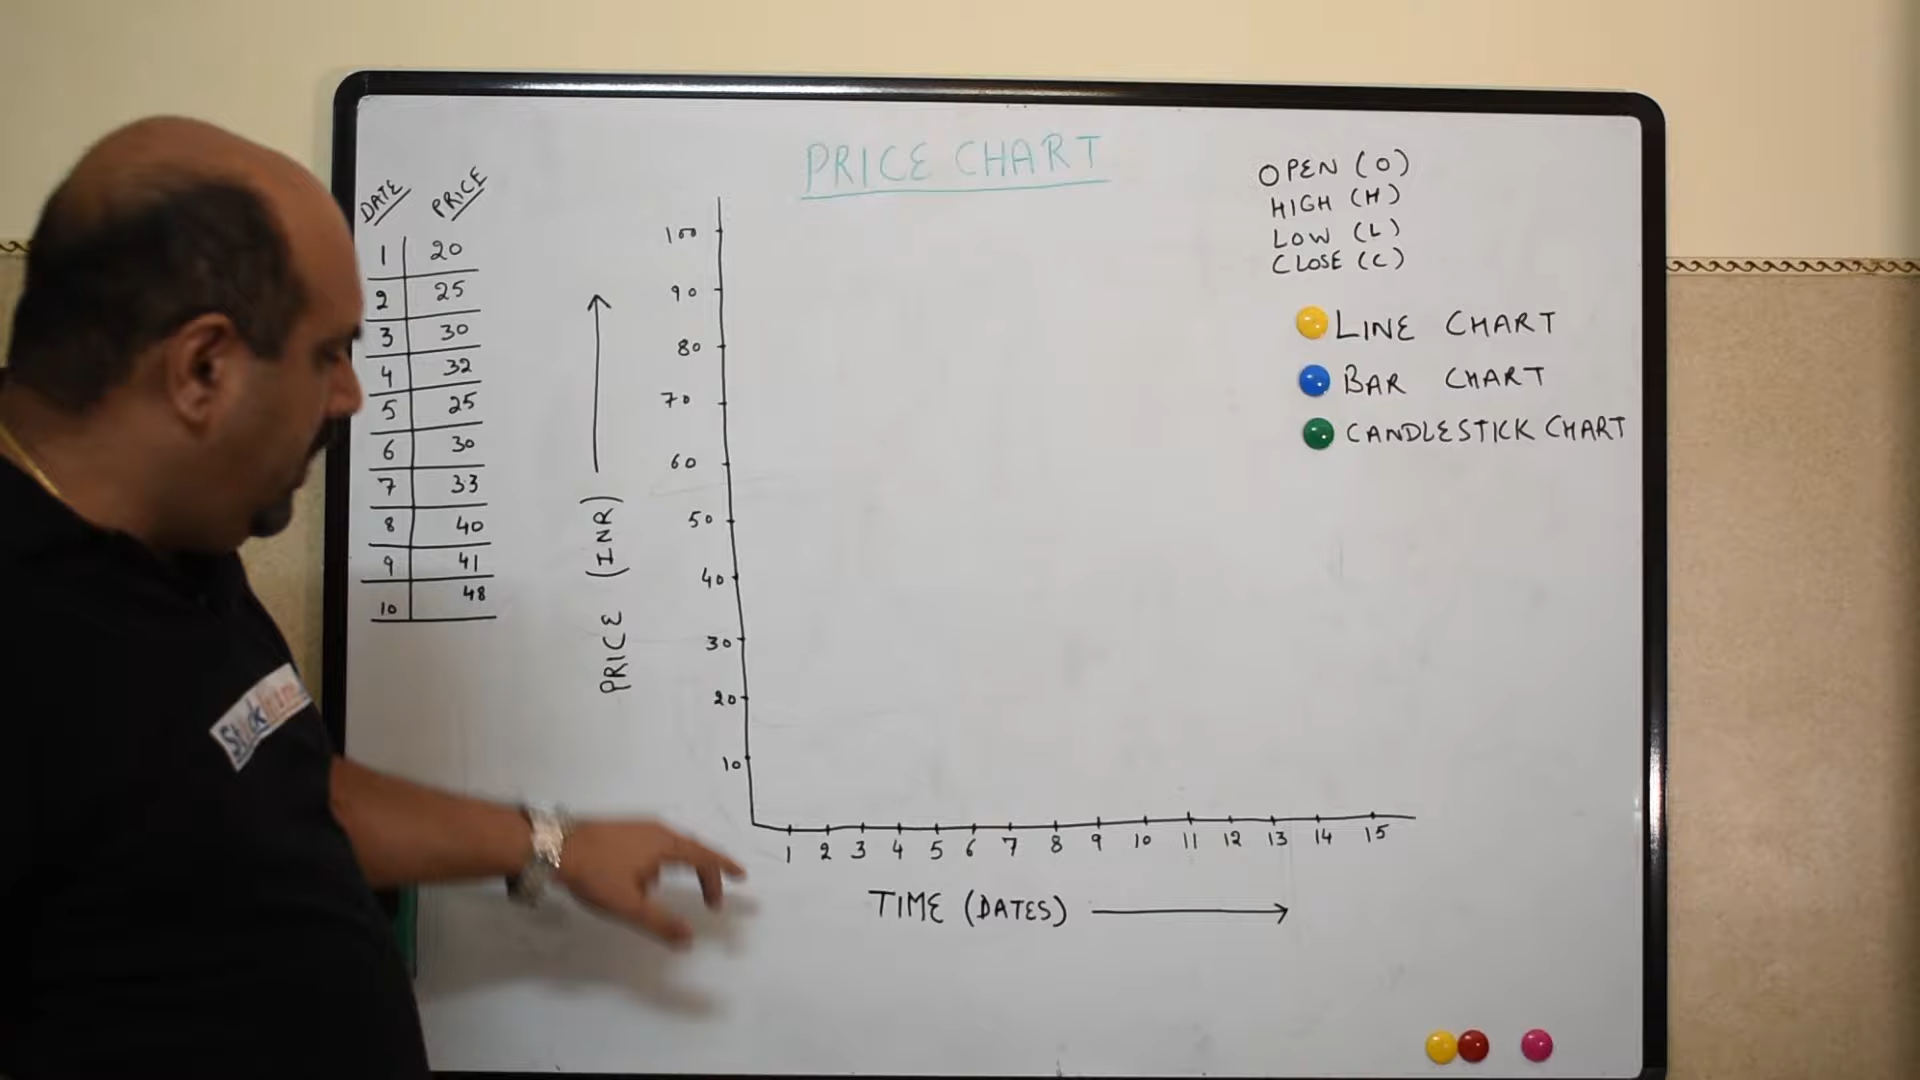 PRICE CHART
DATE PRICE
1 20
2 25
3 30
4 32
5 25
6 30
7 33
8 40
9 41
10 48
PRICE (INR)
100
90
80
70
60
50
40
30
20
10
1 2 3 4 5 6 7 8 9 10 11 12 13 14 15
TIME (DATES)
OPEN (O)
HIGH (H)
LOW (L)
CLOSE (C)
LINE CHART
BAR CHART
CANDLESTICK CHART